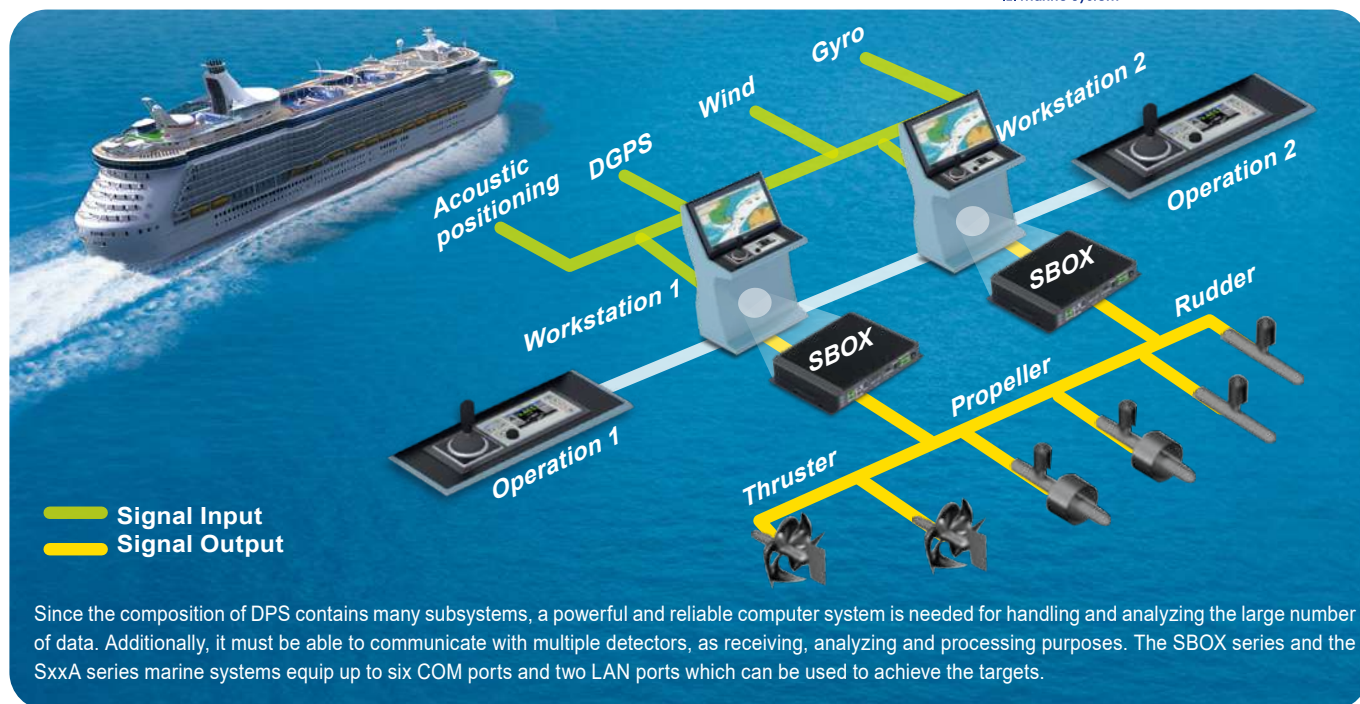 Gyro
Wind
Workstation 2
DGPS
Acoustic
positioning
Operation 2
SBOX
Workstation 1
Rudder
SBOX
Propeller
Operation 1
Thruster
Signal Input
Signal Output
Since the composition of DPS contains many subsystems, a powerful and reliable computer system is needed for handling and analyzing the large number
of data. Additionally, it must be able to communicate with multiple detectors, as receiving, analyzing and processing purposes. The SBOX series and the
SxxA series marine systems equip up to six COM ports and two LAN ports which can be used to achieve the targets.